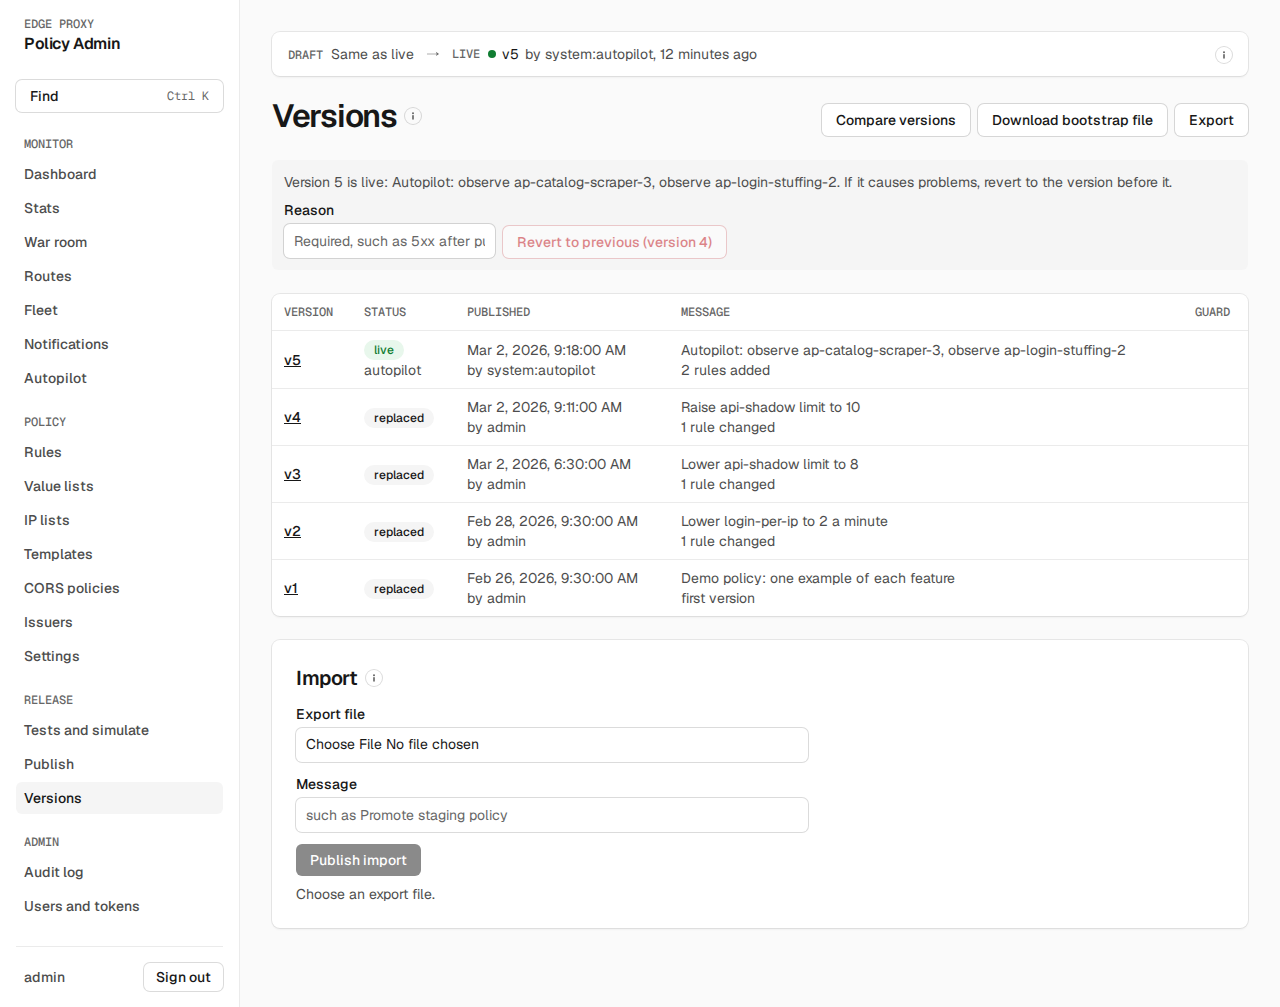 EDGE PROXY
Policy Admin
Find Ctrl K
MONITOR
Dashboard
Stats
War room
Routes
Fleet
Notifications
Autopilot
POLICY
Rules
Value lists
IP lists
Templates
CORS policies
Issuers
Settings
RELEASE
Tests and simulate
Publish
Versions
ADMIN
Audit log
Users and tokens
admin Sign out
DRAFT Same as live → LIVE v5 by system:autopilot, 12 minutes ago
Versions
Compare versions Download bootstrap file Export
Version 5 is live: Autopilot: observe ap-catalog-scraper-3, observe ap-login-stuffing-2. If it causes problems, revert to the version before it.
Reason
Required, such as 5xx after pu Revert to previous (version 4)
VERSION STATUS PUBLISHED MESSAGE GUARD
v5 live autopilot Mar 2, 2026, 9:18:00 AM by system:autopilot Autopilot: observe ap-catalog-scraper-3, observe ap-login-stuffing-2 2 rules added
v4 replaced Mar 2, 2026, 9:11:00 AM by admin Raise api-shadow limit to 10 1 rule changed
v3 replaced Mar 2, 2026, 6:30:00 AM by admin Lower api-shadow limit to 8 1 rule changed
v2 replaced Feb 28, 2026, 9:30:00 AM by admin Lower login-per-ip to 2 a minute 1 rule changed
v1 replaced Feb 26, 2026, 9:30:00 AM by admin Demo policy: one example of each feature first version
Import
Export file
Choose File No file chosen
Message
such as Promote staging policy
Publish import
Choose an export file.